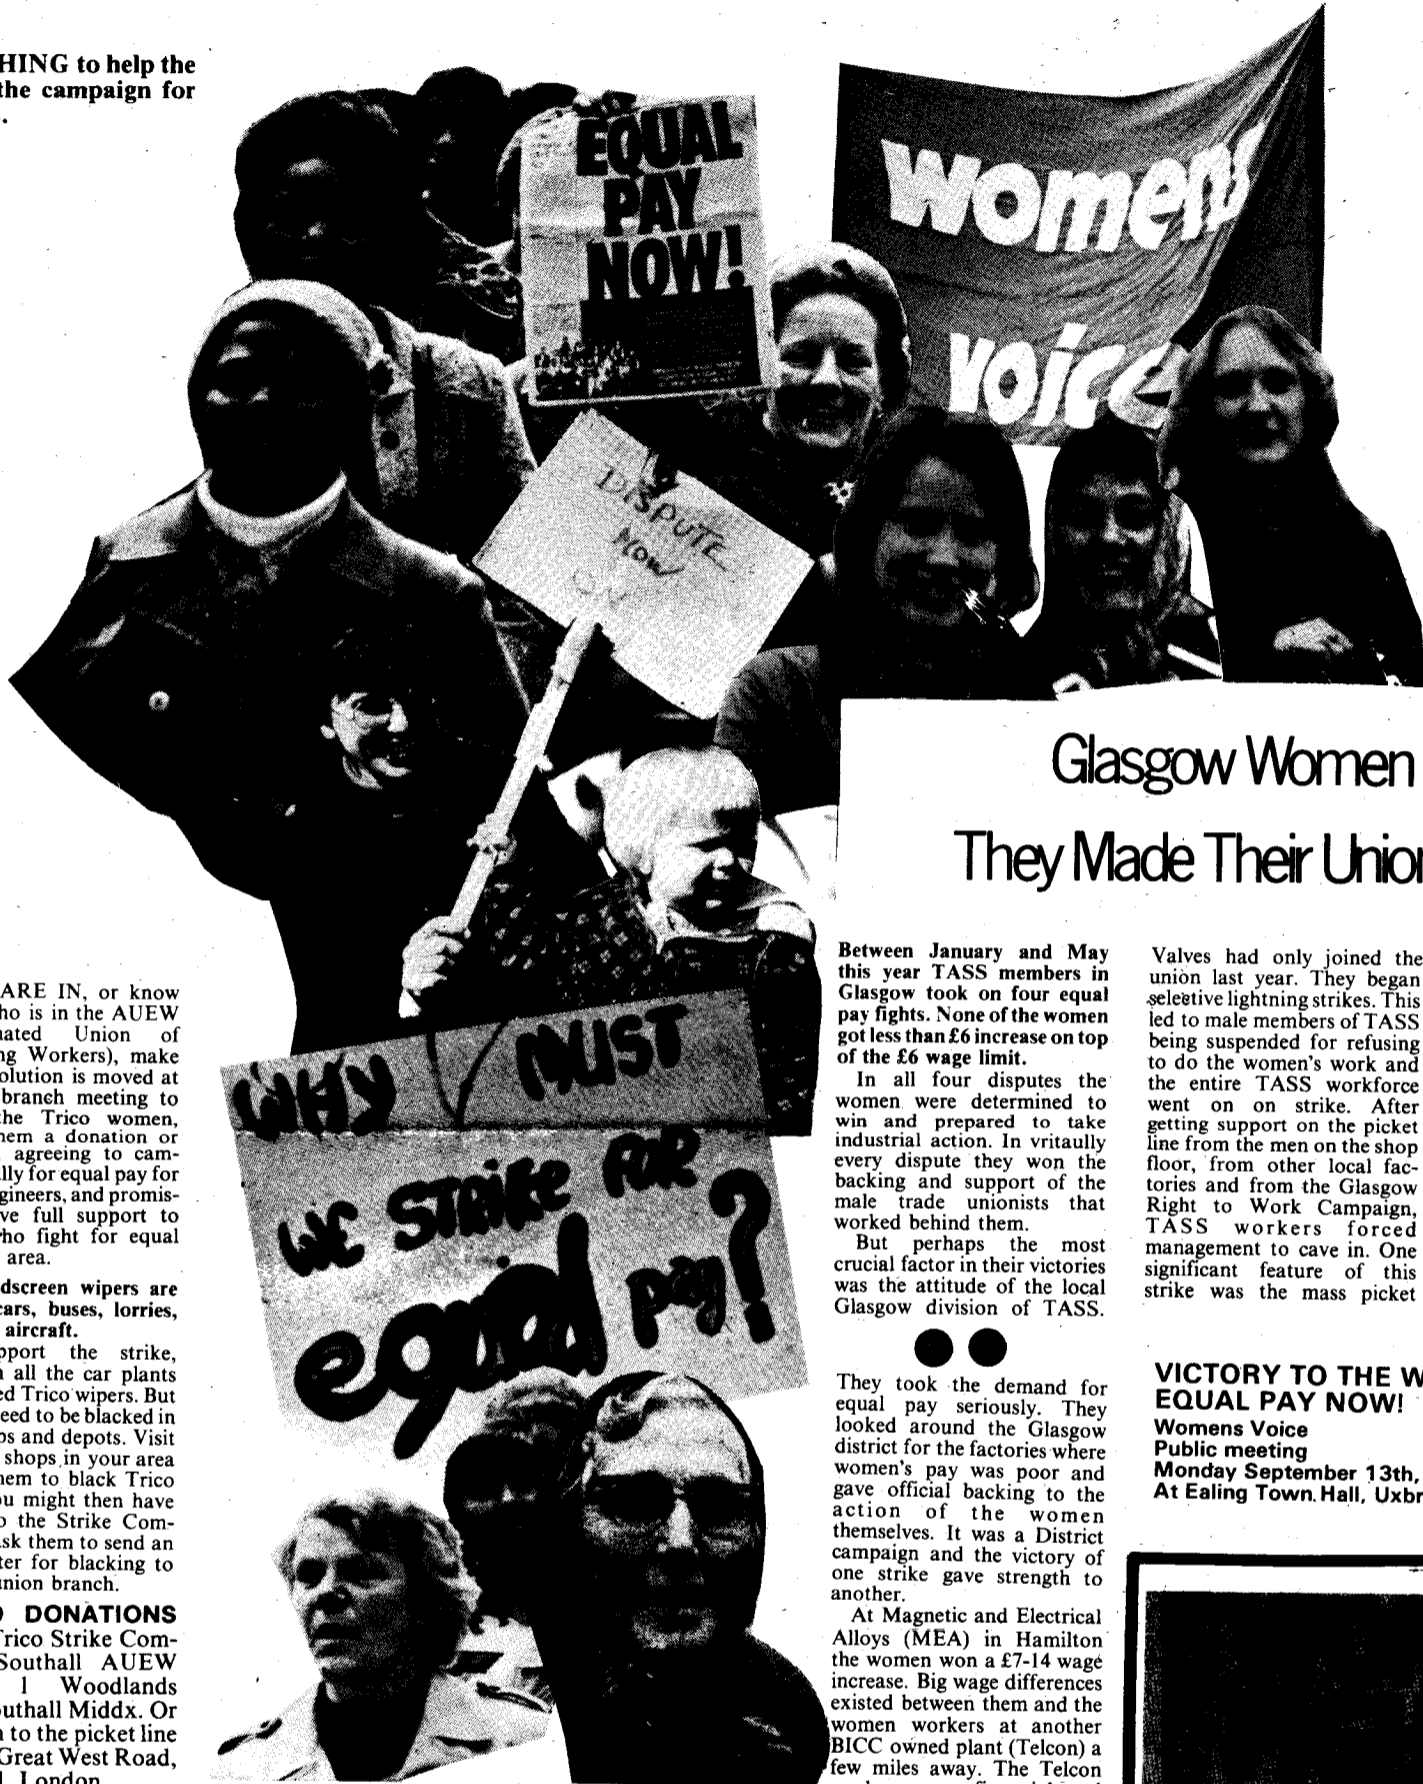 HING to help the
the campaign for
.
EQUAL
PAY
NOW!
womens
voice
DISPUTE
NOW
WHY MUST
WE STRIKE FOR
equal pay?
ARE IN, or know
ho is in the AUEW
nated Union of
ng Workers), make
olution is moved at
branch meeting to
the Trico women,
hem a donation or
agreeing to cam-
lly for equal pay for
gineers, and promis-
ve full support to
ho fight for equal
area.
dscreen wipers are
cars, buses, lorries,
aircraft.
pport the strike,
all the car plants
ed Trico wipers. But
eed to be blacked in
ps and depots. Visit
shops in your area
hem to black Trico
ou might then have
o the Strike Com-
sk them to send an
ter for blacking to
nion branch.
DONATIONS
Trico Strike Com-
Southall AUEW
1 Woodlands
outhall Middx. Or
n to the picket line
Great West Road,
London
Glasgow Women
They Made Their Union
Between January and May
this year TASS members in
Glasgow took on four equal
pay fights. None of the women
got less than £6 increase on top
of the £6 wage limit.
In all four disputes the
women were determined to
win and prepared to take
industrial action. In vritaully
every dispute they won the
backing and support of the
male trade unionists that
worked behind them.
But perhaps the most
crucial factor in their victories
was the attitude of the local
Glasgow division of TASS.
They took the demand for
equal pay seriously. They
looked around the Glasgow
district for the factories where
women's pay was poor and
gave official backing to the
action of the women
themselves. It was a District
campaign and the victory of
one strike gave strength to
another.
At Magnetic and Electrical
Alloys (MEA) in Hamilton
the women won a £7-14 wage
increase. Big wage differences
existed between them and the
women workers at another
BICC owned plant (Telcon) a
few miles away. The Telcon
Valves had only joined the
union last year. They began
selective lightning strikes. This
led to male members of TASS
being suspended for refusing
to do the women's work and
the entire TASS workforce
went on on strike. After
getting support on the picket
line from the men on the shop
floor, from other local fac-
tories and from the Glasgow
Right to Work Campaign,
TASS workers forced
management to cave in. One
significant feature of this
strike was the mass picket
VICTORY TO THE W
EQUAL PAY NOW!
Womens Voice
Public meeting
Monday September 13th,
At Ealing Town Hall, Uxbr